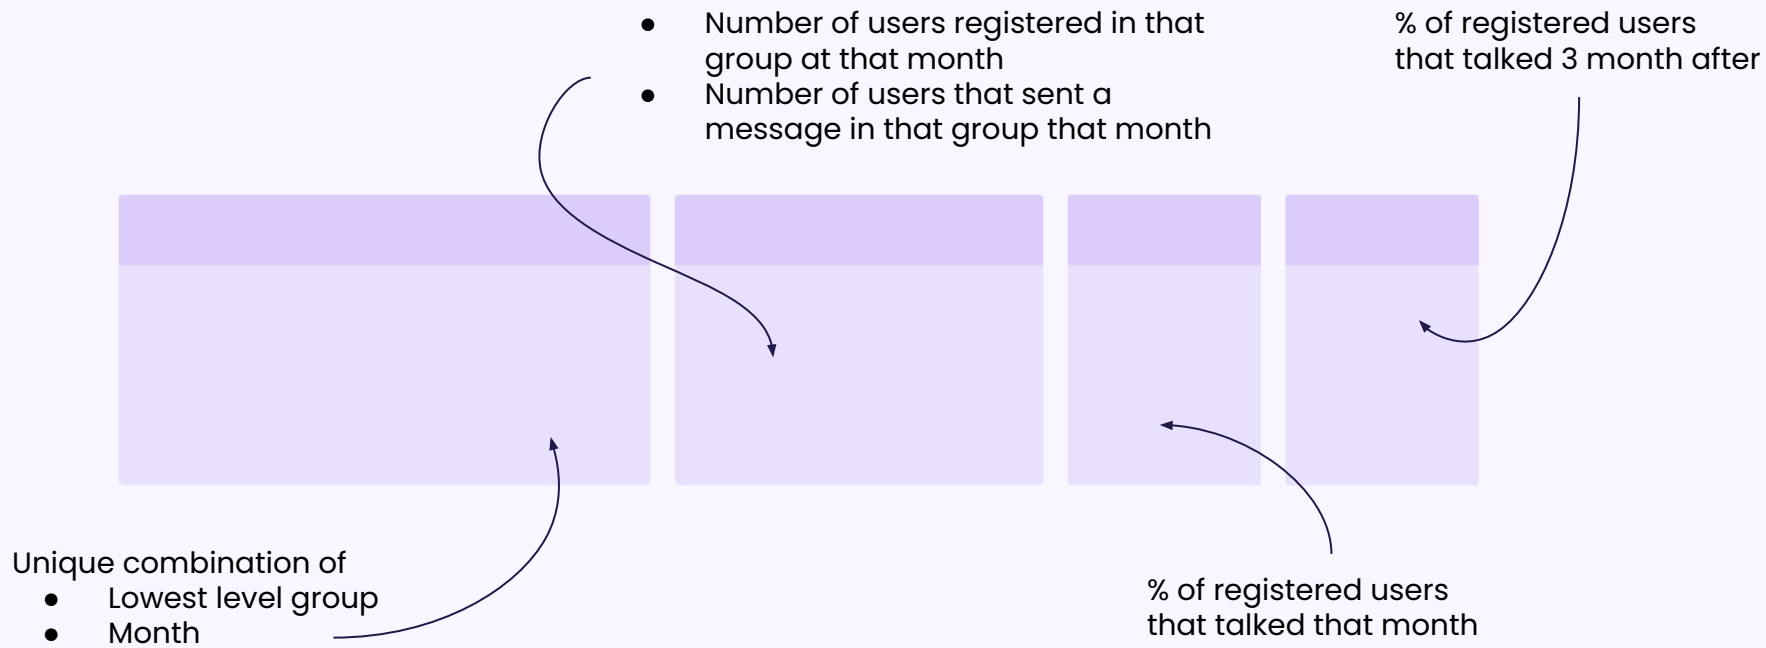 ● Number of users registered in that
group at that month
● Number of users that sent a
message in that group that month
% of registered users
that talked 3 month after
Unique combination of
● Lowest level group
● Month
% of registered users
that talked that month